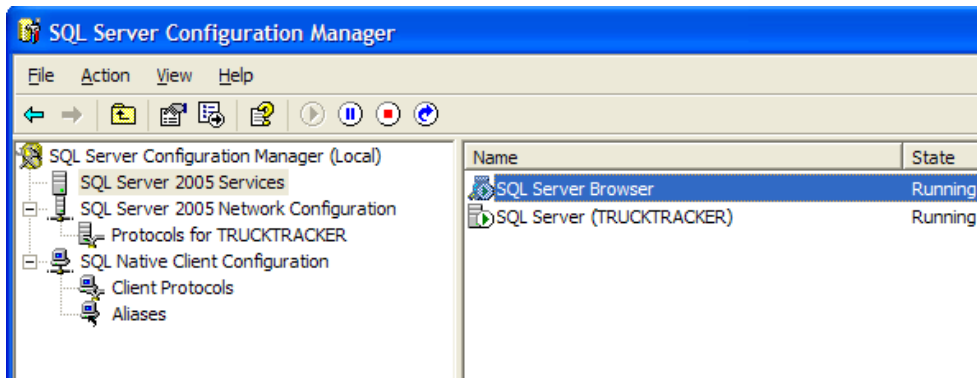 SQL Server Configuration Manager
File Action View Help
SQL Server Configuration Manager (Local)
SQL Server 2005 Services
SQL Server 2005 Network Configuration
Protocols for TRUCKTRACKER
SQL Native Client Configuration
Client Protocols
Aliases
Name State
SQL Server Browser Running
SQL Server (TRUCKTRACKER) Running